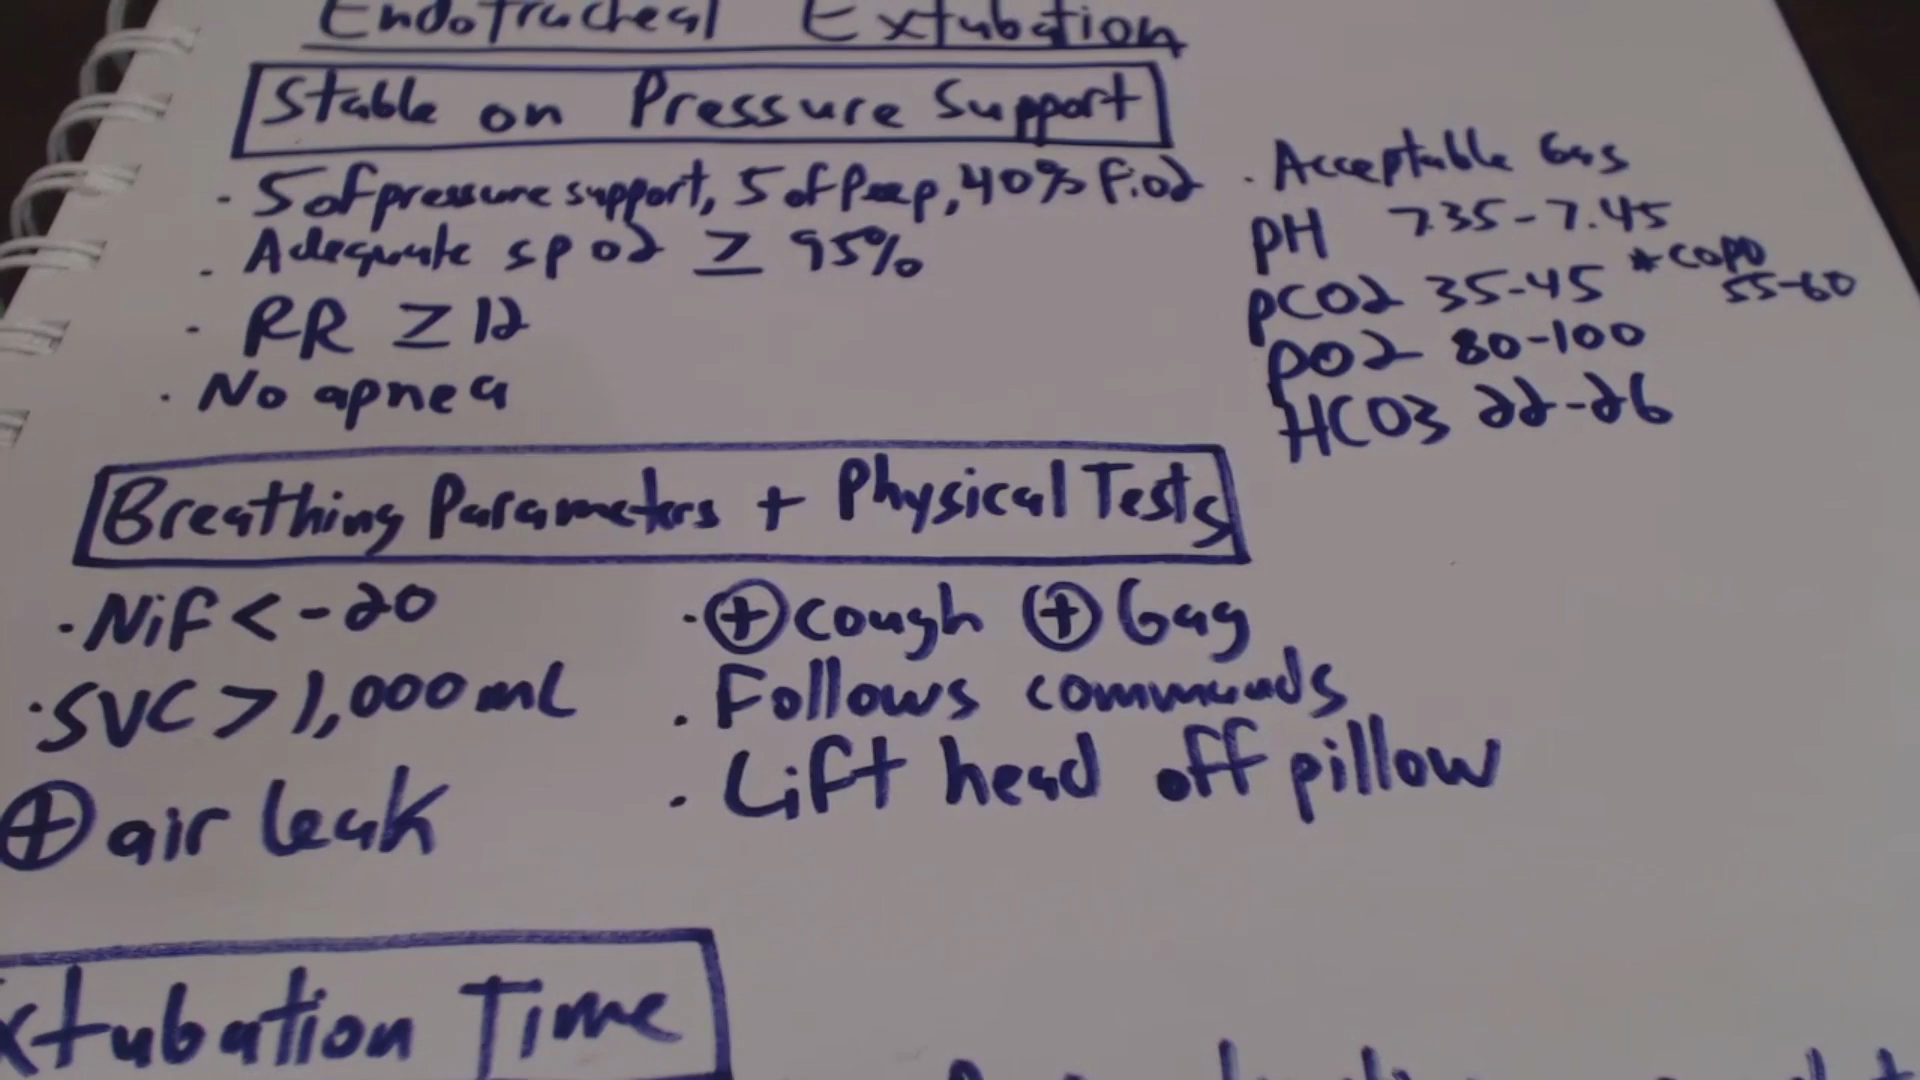 Endotracheal Extubation
Stable on Pressure Support
· 5 of pressure support, 5 of Peep, 40% fio2
· Adequate spo2 ≥ 95%
· RR ≥ 12
· No apnea
· Acceptable Gas
pH 7.35-7.45
pCO2 35-45 *COPD 55-60
pO2 80-100
HCO3 22-26
Breathing Parameters + Physical Tests
· Nif < -20
· SVC > 1,000 mL
⊕ air leak
· ⊕ cough ⊕ Gag
· Follows commands
· Lift head off pillow
xtubation Time